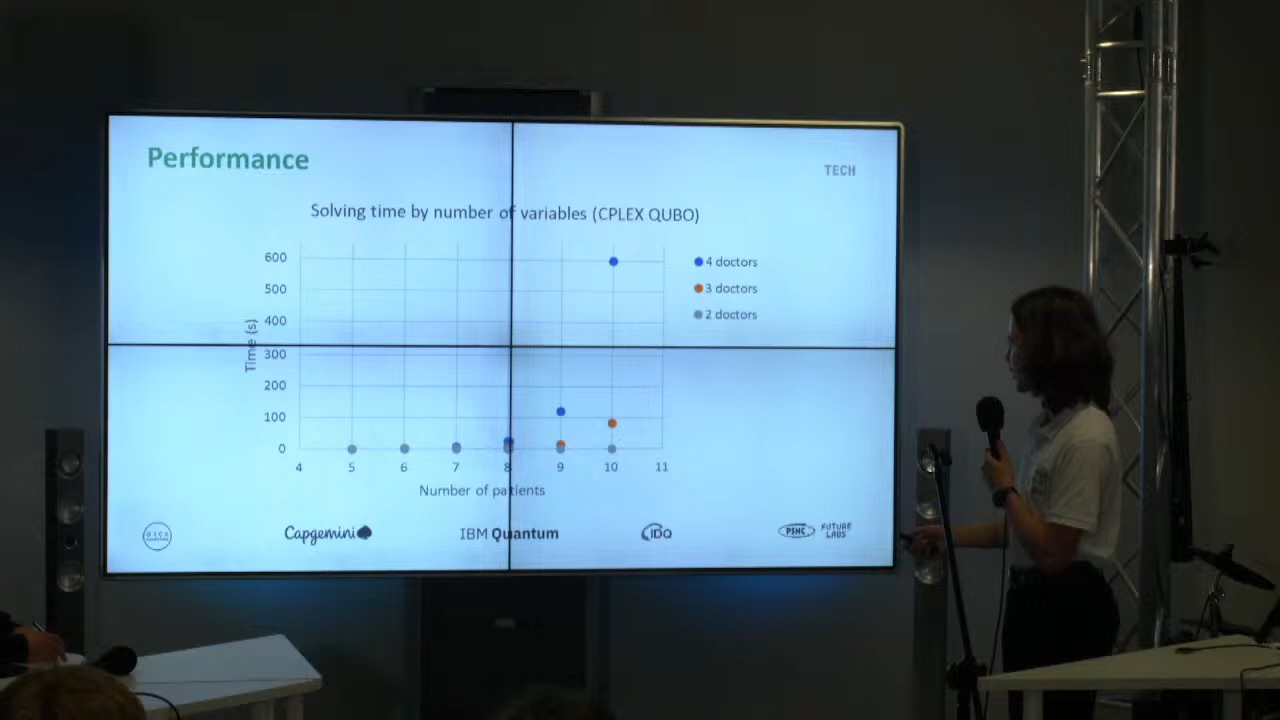 Performance
TECH
Solving time by number of variables (CPLEX QUBO)
600
500
400
300
200
100
0
Time (s)
4 5 6 7 8 9 10 11
Number of patients
4 doctors
3 doctors
2 doctors
Capgemini
IBM Quantum
IDQ
PSNC
FUTURE
LABS